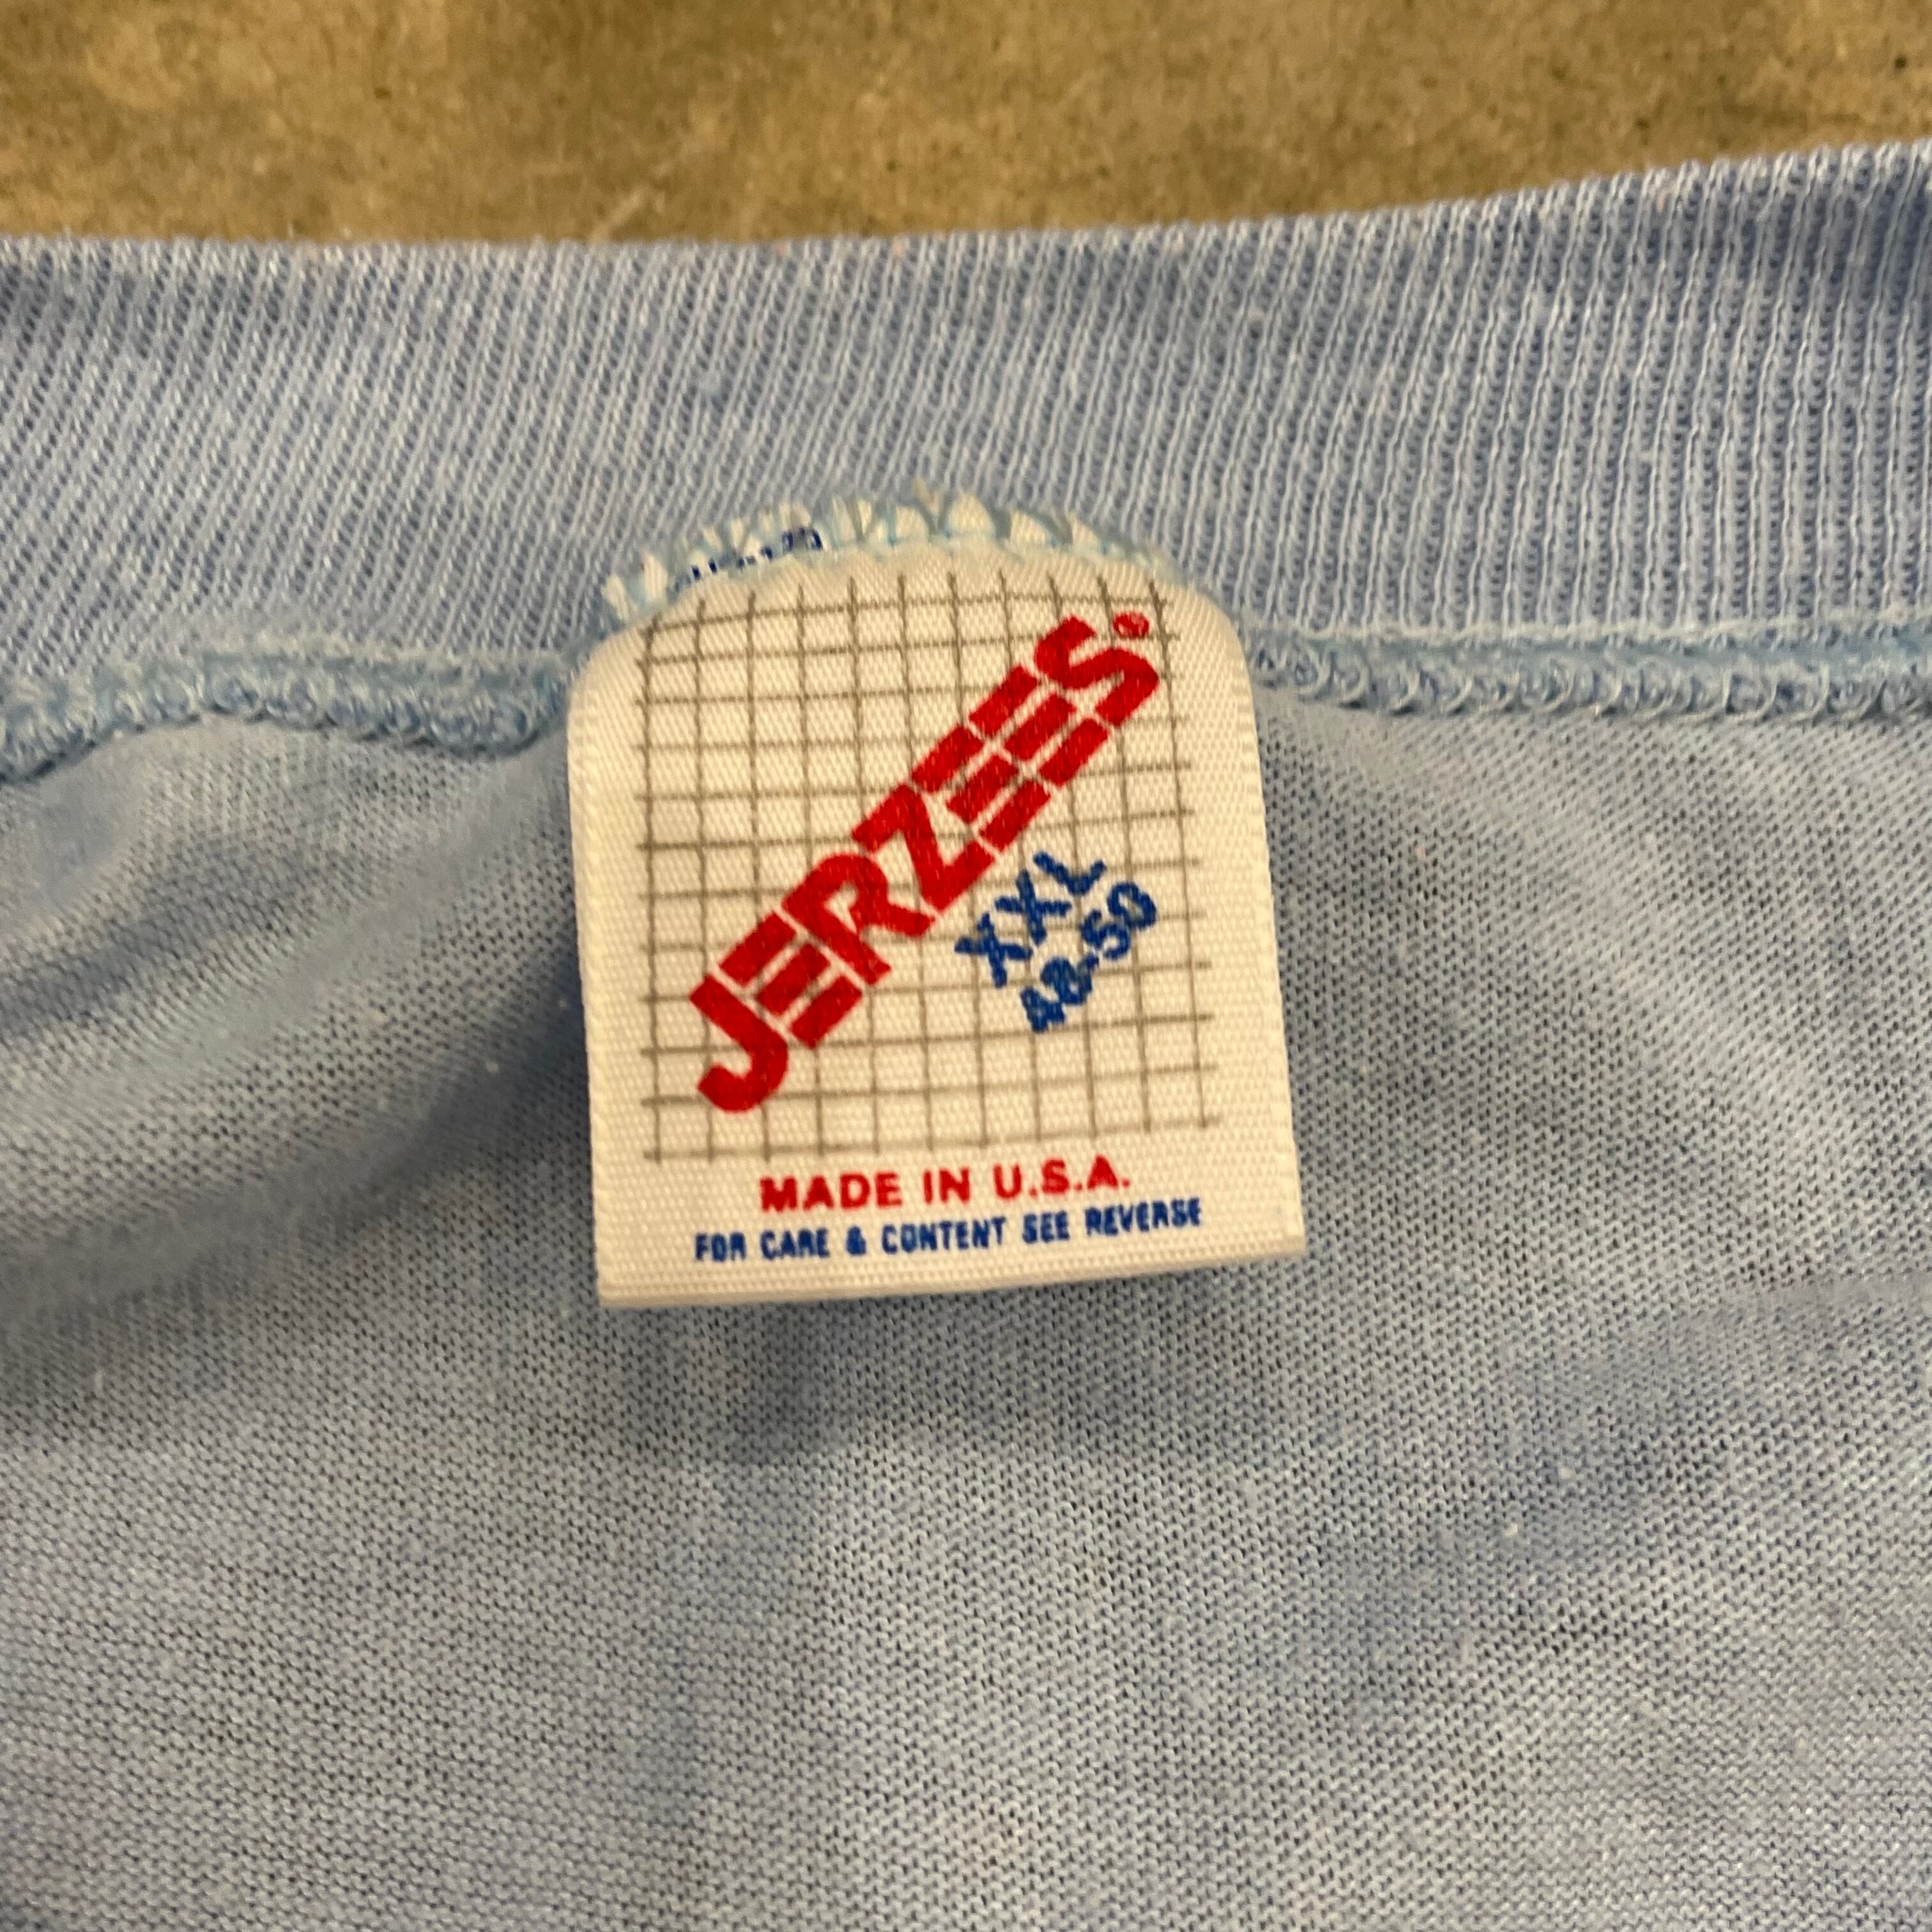 JERZEES®
XXL
48-50
MADE IN U.S.A.
FOR CARE & CONTENT SEE REVERSE